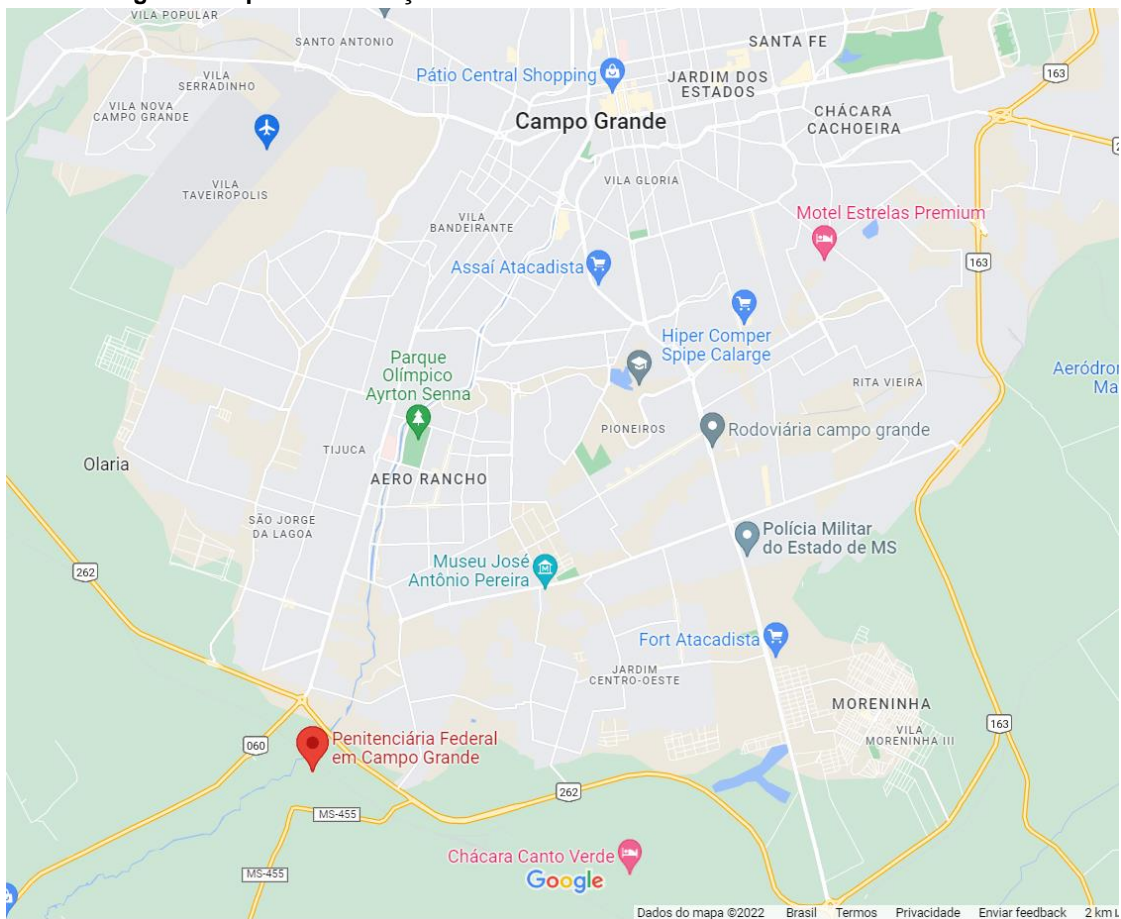 VILA POPULAR
SANTO ANTONIO
SANTA FE
VILA
SERRADINHO
Pátio Central Shopping
JARDIM DOS
ESTADOS
163
VILA NOVA
CAMPO GRANDE
Campo Grande
CHÁCARA
CACHOEIRA
VILA
TAVEIROPOLIS
VILA GLORIA
VILA
BANDEIRANTE
Motel Estrelas Premium
Assaí Atacadista
163
Hiper Comper
Spipe Calarge
Parque
Olímpico
Ayrton Senna
RITA VIEIRA
Aeródro
Ma
PIONEIROS
Rodoviária campo grande
TIJUCA
Olaria
AERO RANCHO
SÃO JORGE
DA LAGOA
Polícia Militar
do Estado de MS
Museu José
Antônio Pereira
262
Fort Atacadista
JARDIM
CENTRO-OESTE
MORENINHA
VILA
MORENINHA III
163
060
Penitenciária Federal
em Campo Grande
262
MS-455
Chácara Canto Verde
MS-455
Google
Dados do mapa ©2022 Brasil Termos Privacidade Enviar feedback 2 km